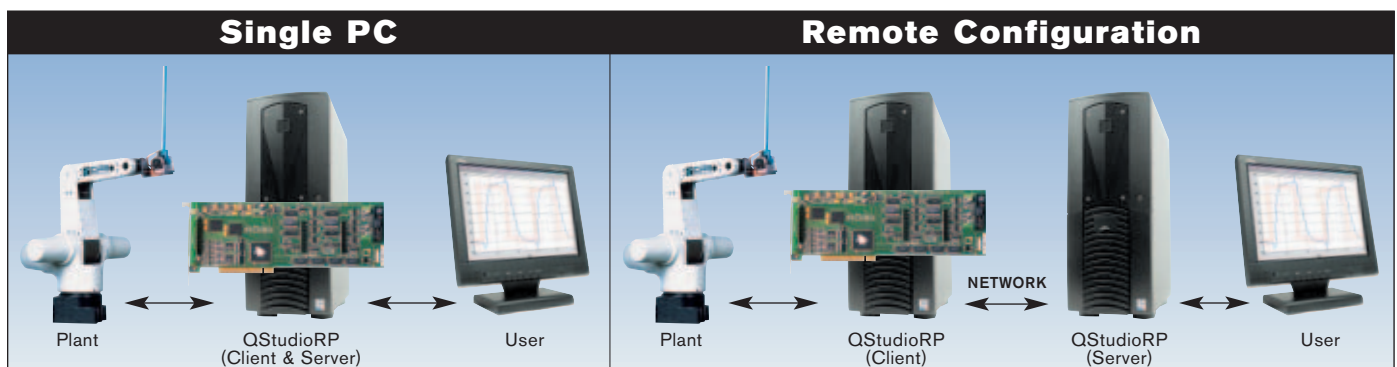 Single PC
Plant
QStudioRP
(Client & Server)
User
Remote Configuration
NETWORK
Plant
QStudioRP
(Client)
QStudioRP
(Server)
User